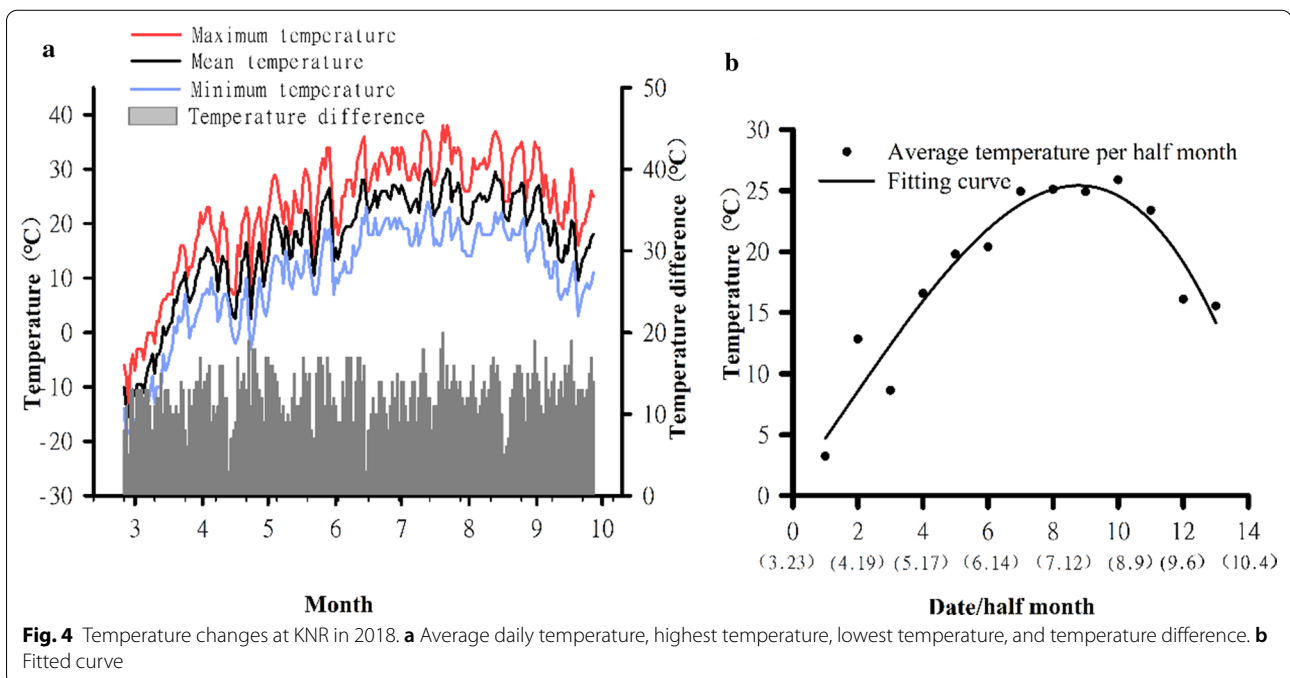 a
Maximum temperature
Mean temperature
Minimum temperature
Temperature difference
Temperature (°C)
40
30
20
10
0
-10
-20
-30
50
40
30
20
10
0
Temperature difference (°C)
3 4 5 6 7 8 9 10
Month
b
Average temperature per half month
Fitting curve
Temperature (°C)
30
25
20
15
10
5
0
0 2 4 6 8 10 12 14
(3.23) (4.19) (5.17) (6.14) (7.12) (8.9) (9.6) (10.4)
Date/half month
Fig. 4 Temperature changes at KNR in 2018. a Average daily temperature, highest temperature, lowest temperature, and temperature difference. b
Fitted curve